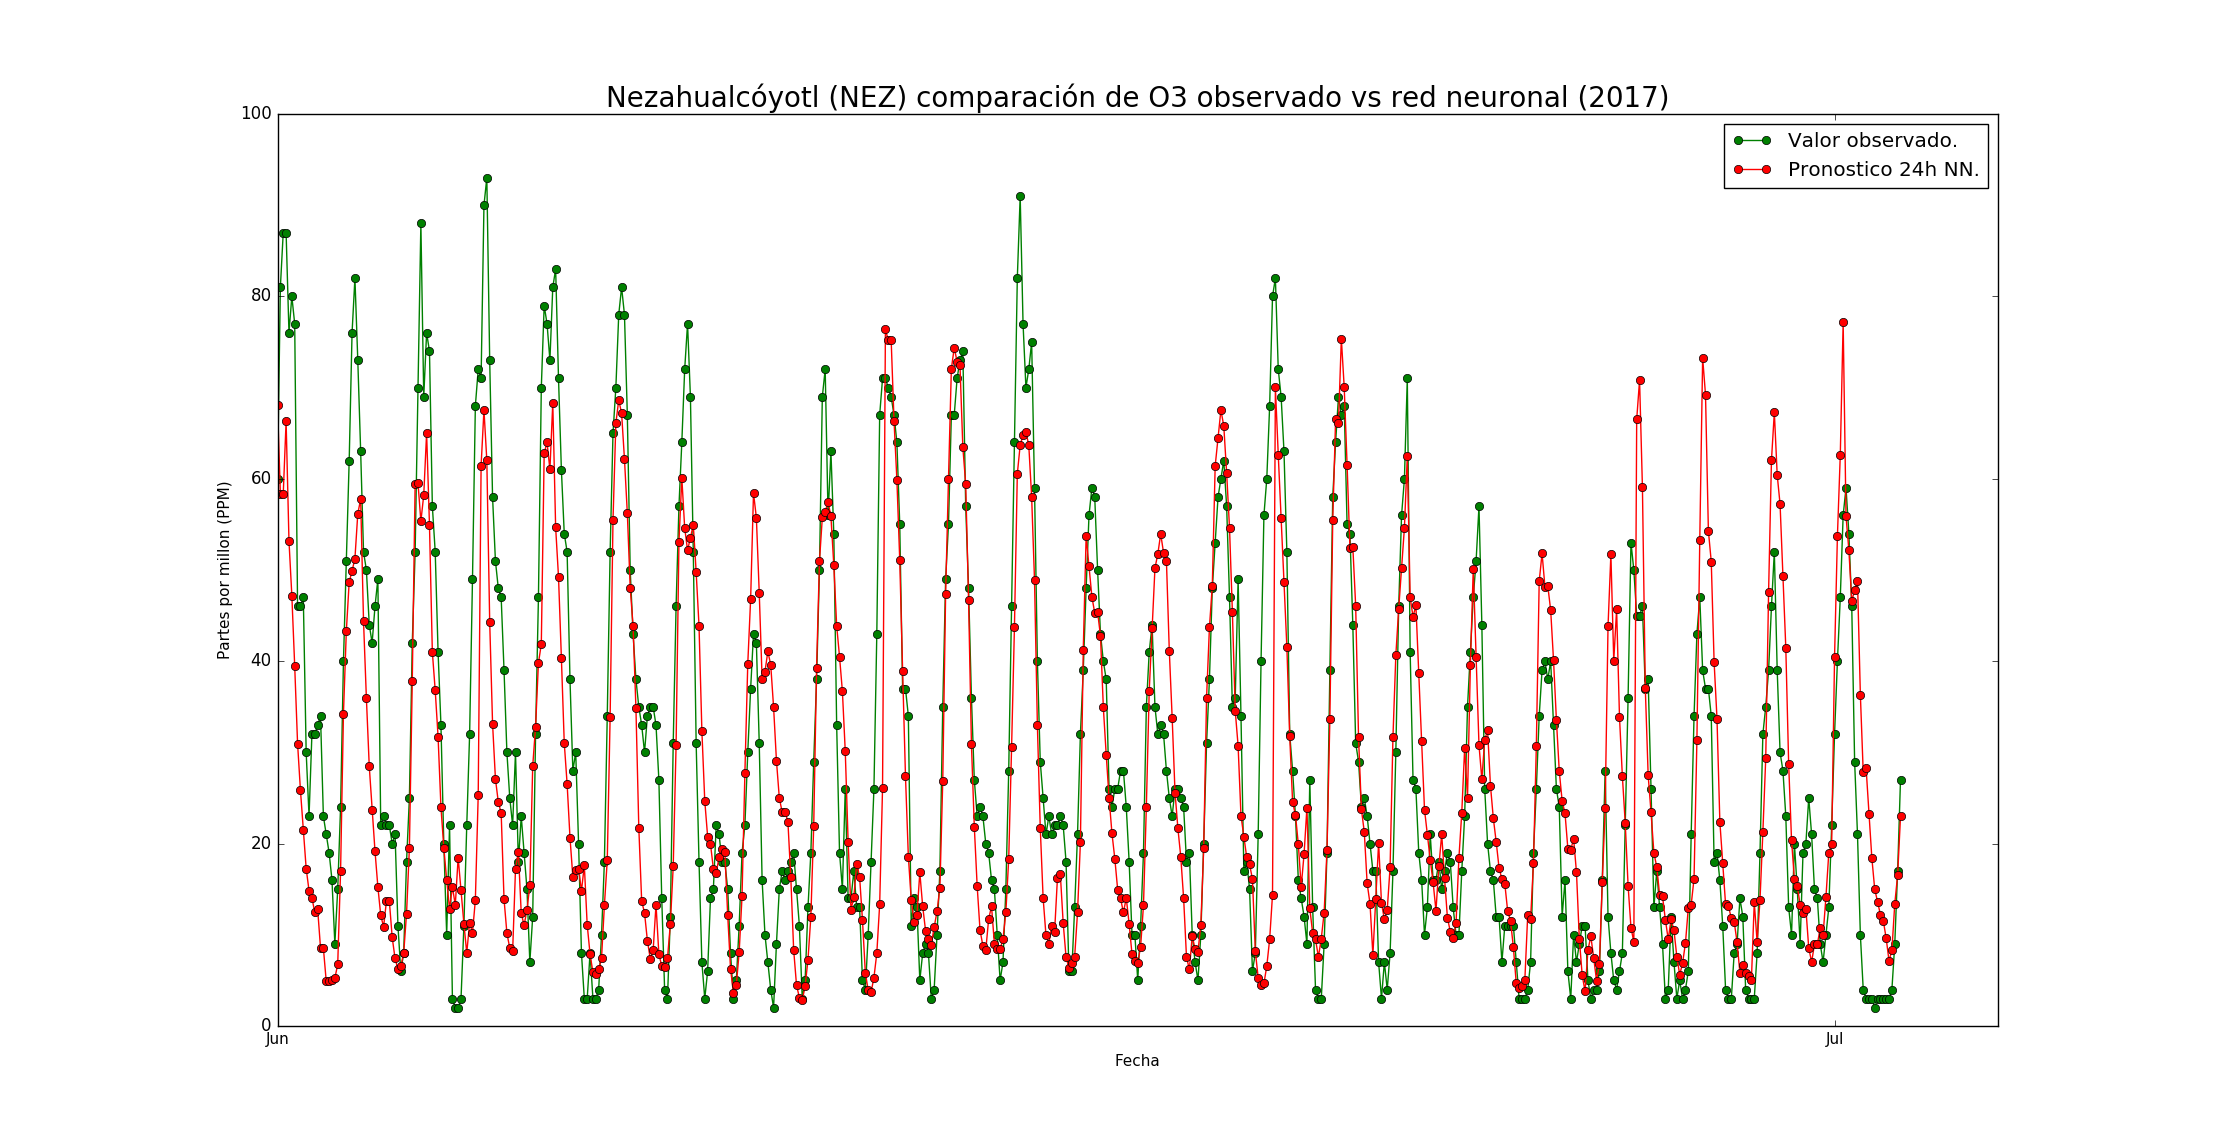 Nezahualcóyotl (NEZ) comparación de O3 observado vs red neuronal (2017)
100
80
60
40
20
0
Partes por millon (PPM)
Valor observado.
Pronostico 24h NN.
Jun
Jul
Fecha